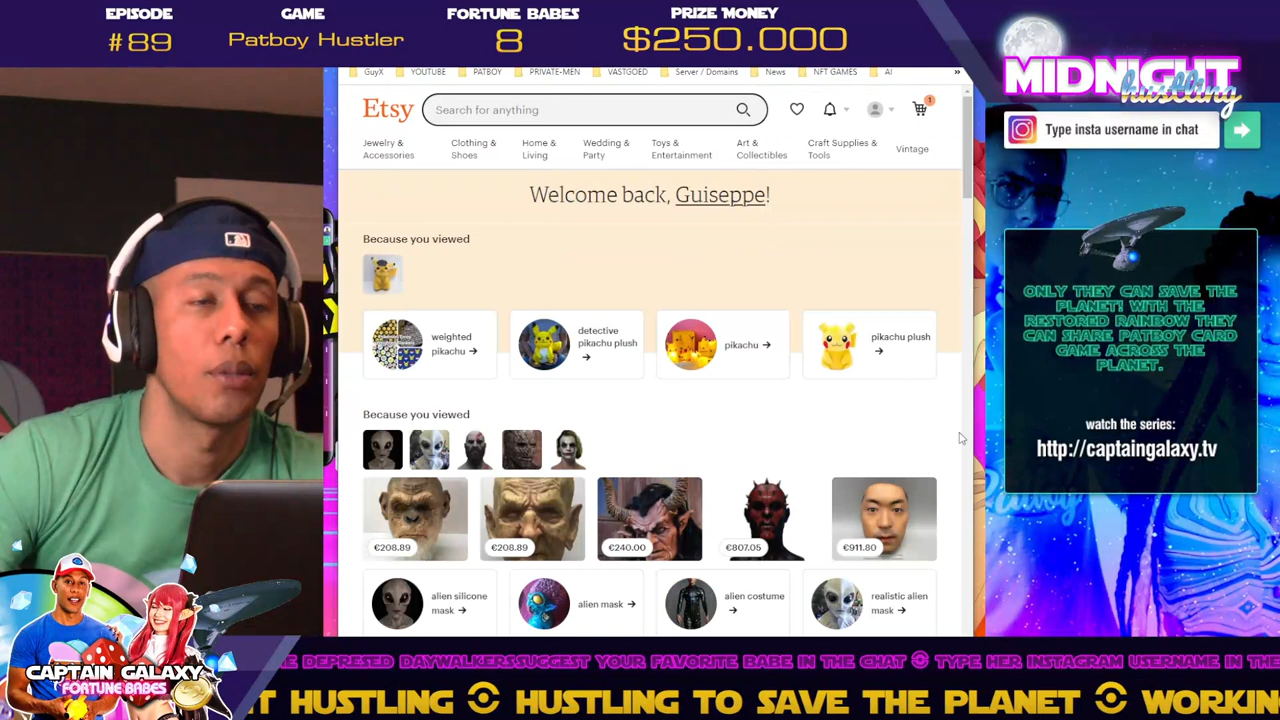 EPISODE
#89
GAME
Patboy Hustler
FORTUNE BABES
8
PRIZE MONEY
$250.000
MIDNIGHT
hustling
Type insta username in chat
GuyX
YOUTUBE
PATBOY
PRIVATE-MEN
VASTGOED
Server / Domains
News
NFT GAMES
AI
»
Etsy
Search for anything
1
Jewelry &
Accessories
Clothing &
Shoes
Home &
Living
Wedding &
Party
Toys &
Entertainment
Art &
Collectibles
Craft Supplies &
Tools
Vintage
Welcome back, Guiseppe!
Because you viewed
weighted
pikachu →
detective
pikachu plush
→
pikachu →
pikachu plush
→
Because you viewed
€208.89
€208.89
€240.00
€807.05
€911.80
alien silicone
mask →
alien mask →
alien costume
→
realistic alien
mask →
ONLY THEY CAN SAVE THE
PLANET! WITH THE
RESTORED RAINBOW THEY
CAN SHARE PATBOY CARD
GAME ACROSS THE
PLANET.
watch the series:
http://captaingalaxy.tv
CAPTAIN GALAXY
FORTUNE BABES
E DEPRESED DAYWALKERS SUGGEST YOUR FAVORITE BABE IN THE CHAT TYPE HER INSTAGRAM USERNAME IN THE
T HUSTLING HUSTLING TO SAVE THE PLANET WORKIN